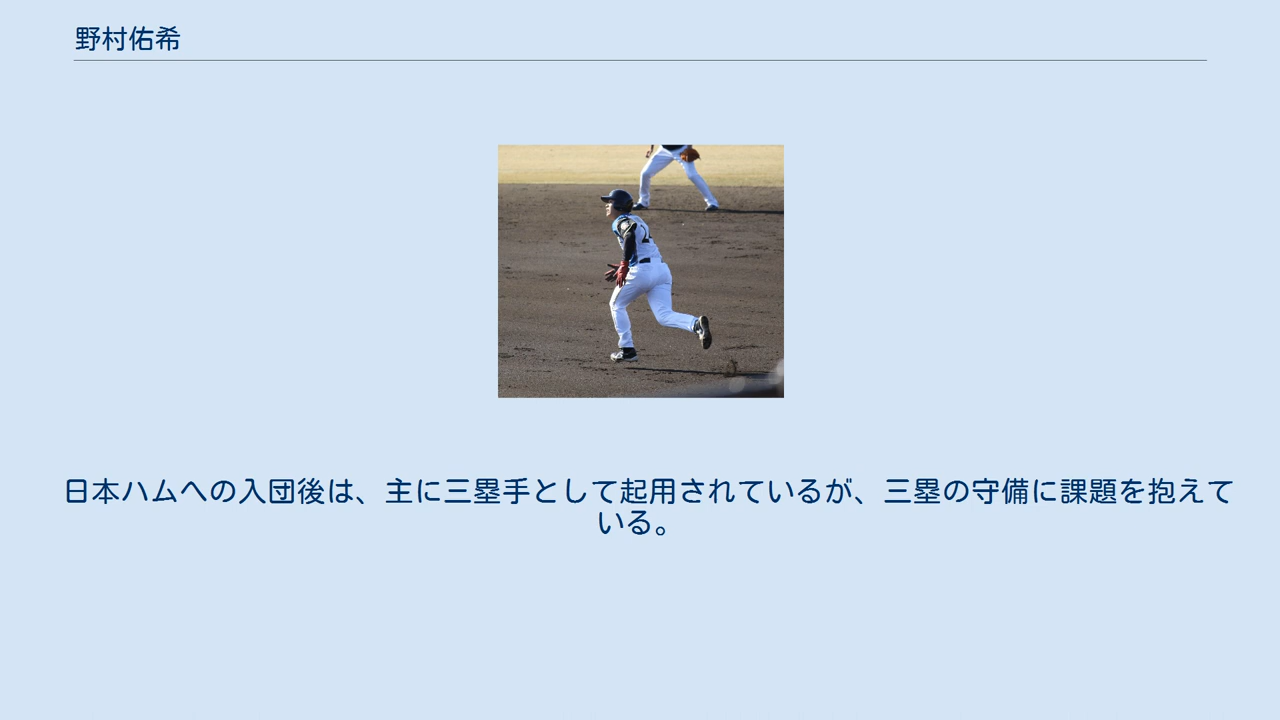 野村佑希
日本ハムへの入団後は、主に三塁手として起用されているが、三塁の守備に課題を抱えて
いる。